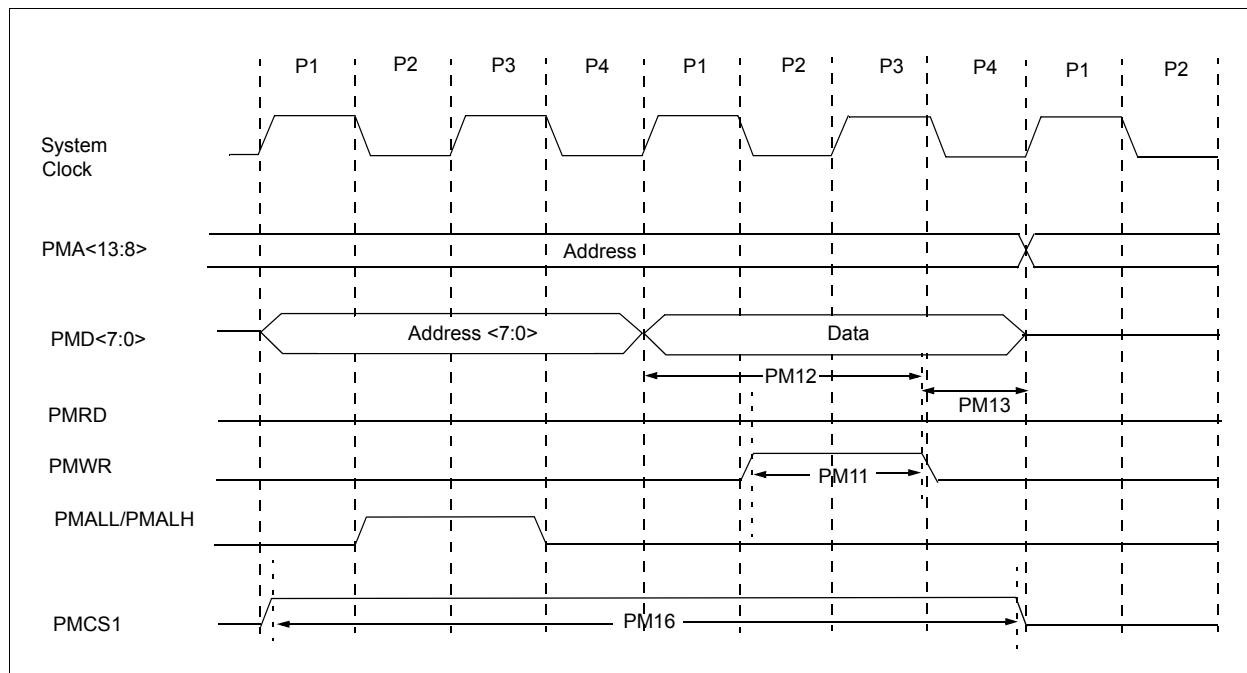 P1 P2 P3 P4 P1 P2 P3 P4 P1 P2
System
Clock
PMA<13:8>
Address
PMD<7:0>
Address <7:0>
Data
PM12
PM13
PMRD
PMWR
PM11
PMALL/PMALH
PMCS1
PM16